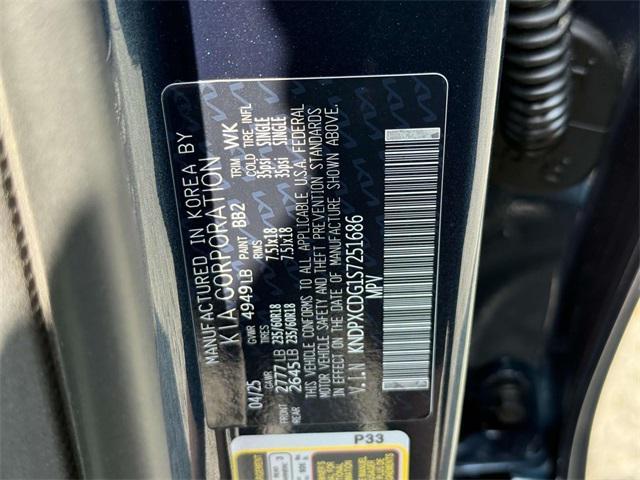 MANUFACTURED IN KOREA BY
KIA CORPORATION
04/25 GVWR 4949LB PAINT BB2 TRIM WK
GAWR TIRES RIMS COLD TIRE INFL
FRONT 2777LB 235/60R18 7.5Jx18 35psi SINGLE
REAR 2645LB 235/60R18 7.5Jx18 35psi SINGLE
THIS VEHICLE CONFORMS TO ALL APPLICABLE U.S.A. FEDERAL
MOTOR VEHICLE SAFETY AND THEFT PREVENTION STANDARDS
IN EFFECT ON THE DATE OF MANUFACTURE SHOWN ABOVE.
V.I.N KNDPXCDG1S7251686
MPV
P33